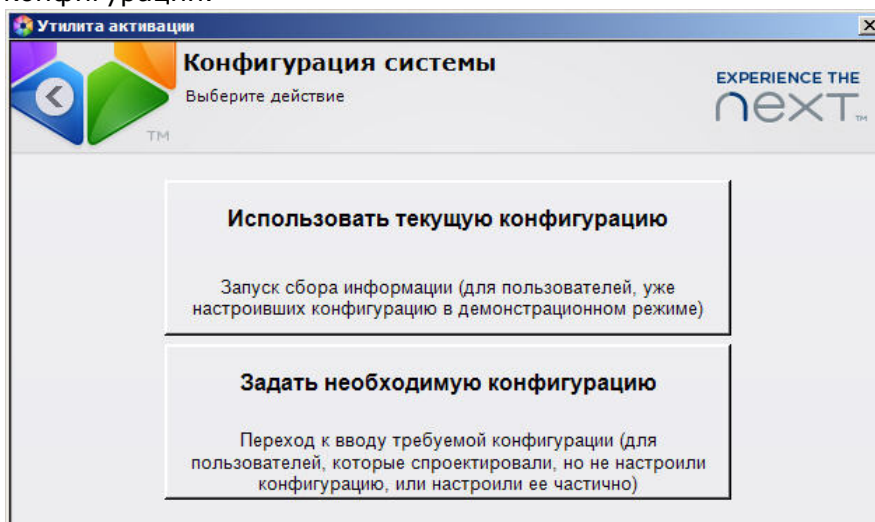 Утилита активации
Конфигурация системы
Выберите действие
EXPERIENCE THE
next™
TM
Использовать текущую конфигурацию
Запуск сбора информации (для пользователей, уже
настроивших конфигурацию в демонстрационном режиме)
Задать необходимую конфигурацию
Переход к вводу требуемой конфигурации (для
пользователей, которые спроектировали, но не настроили
конфигурацию, или настроили ее частично)